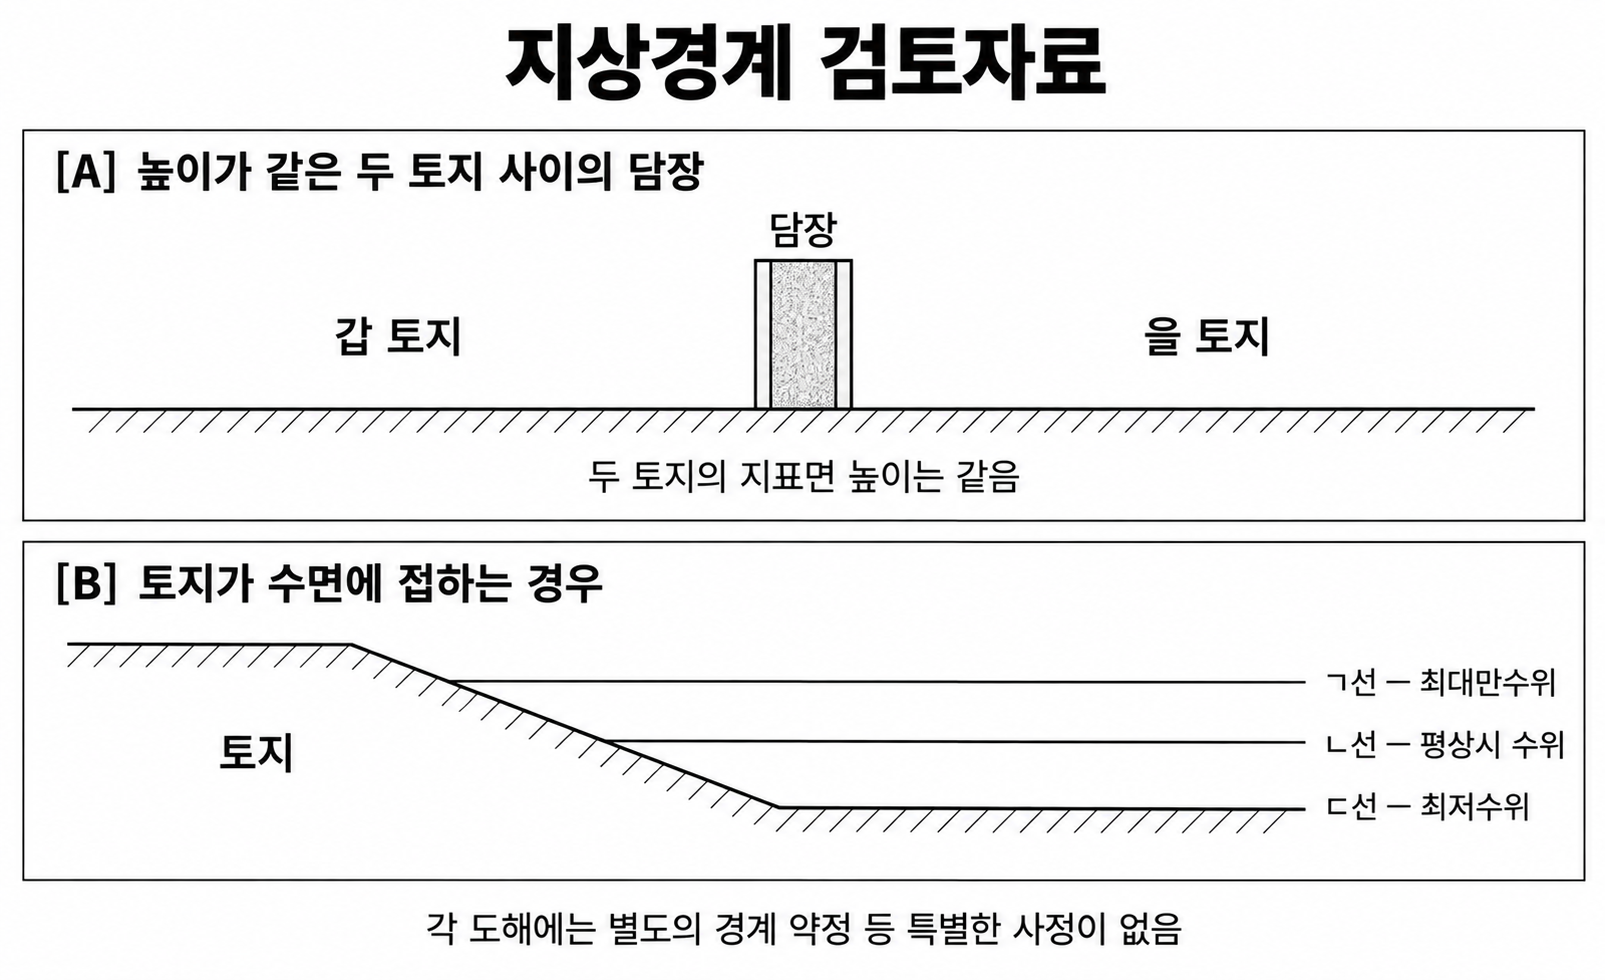 지상경계 검토자료
[A] 높이가 같은 두 토지 사이의 담장
담장
갑 토지
을 토지
두 토지의 지표면 높이는 같음
[B] 토지가 수면에 접하는 경우
ㄱ선 — 최대만수위
토지
ㄴ선 — 평상시 수위
ㄷ선 — 최저수위
각 도해에는 별도의 경계 약정 등 특별한 사정이 없음